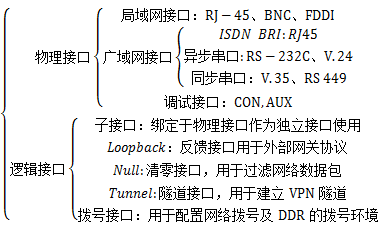 局域网接口：RJ－45、BNC、FDDI
物理接口
广域网接口
ISDN BRI:RJ45
异步串口:RS－232C、V.24
同步串口：V.35、RS 449
调试接口：CON,AUX
逻辑接口
子接口：绑定于物理接口作为独立接口使用
Loopback：反馈接口用于外部网关协议
Null:清零接口，用于过滤网络数据包
Tunnel:隧道接口，用于建立 VPN 隧道
拨号接口：用于配置网络拨号及 DDR 的拨号环境